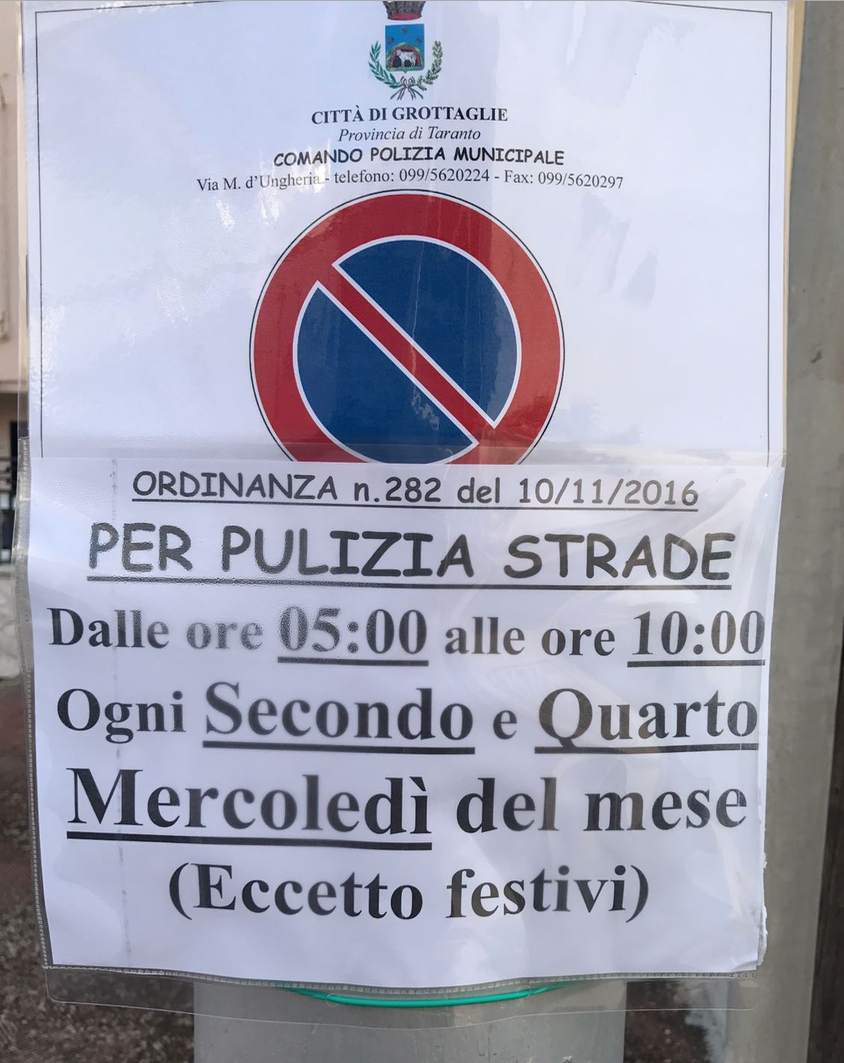 CITTÀ DI GROTTAGLIE
Provincia di Taranto
COMANDO POLIZIA MUNICIPALE
Via M. d'Ungheria - telefono: 099/5620224 - Fax: 099/5620297
ORDINANZA n.282 del 10/11/2016
PER PULIZIA STRADE
Dalle ore 05:00 alle ore 10:00
Ogni Secondo e Quarto
Mercoledì del mese
(Eccetto festivi)